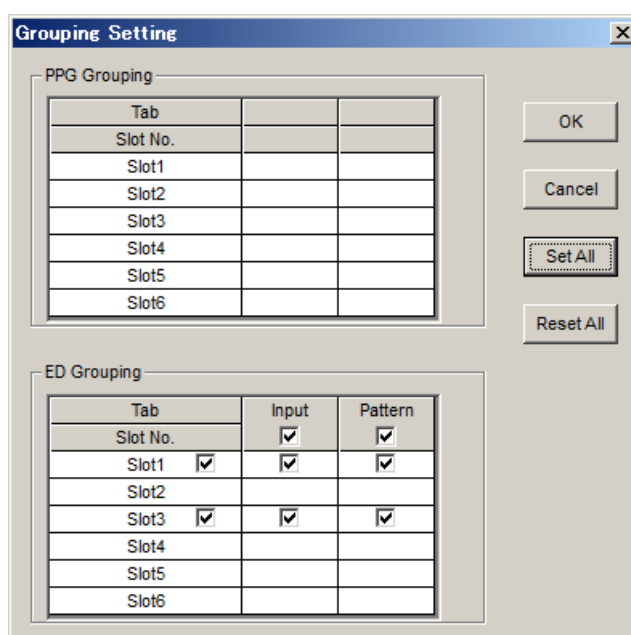 Grouping Setting
PPG Grouping
Tab
Slot No.
Slot1
Slot2
Slot3
Slot4
Slot5
Slot6
OK
Cancel
Set All
Reset All
ED Grouping
Tab Input Pattern
Slot No.
Slot1
Slot2
Slot3
Slot4
Slot5
Slot6